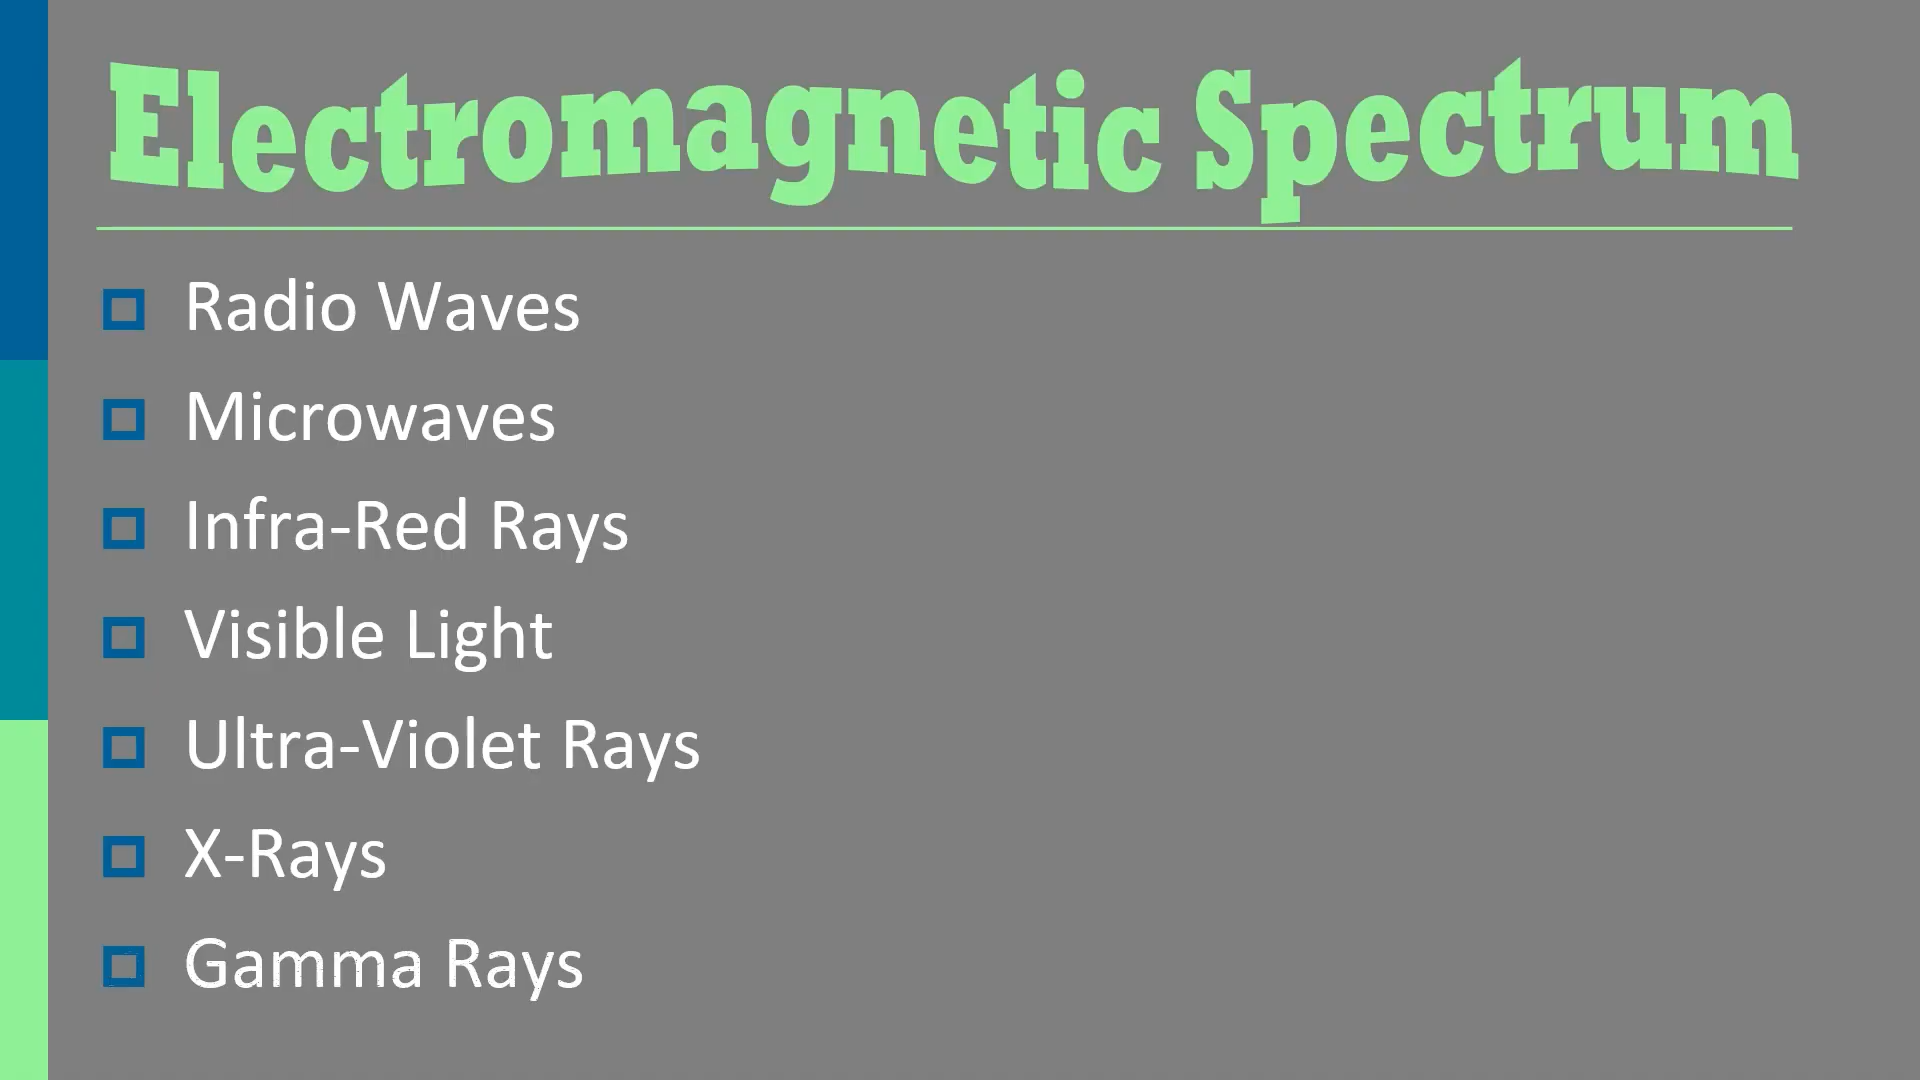 Electromagnetic Spectrum
Radio Waves
Microwaves
Infra-Red Rays
Visible Light
Ultra-Violet Rays
X-Rays
Gamma Rays